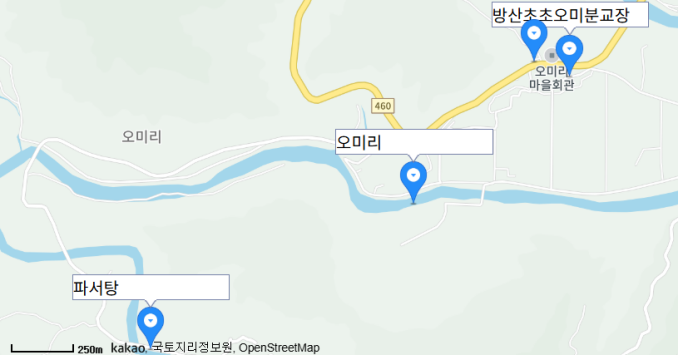 방산초초오미분교장
오미리
마을회관
460
오미리
오미리
파서탕
250m kakao, 국토지리정보원, OpenStreetMap